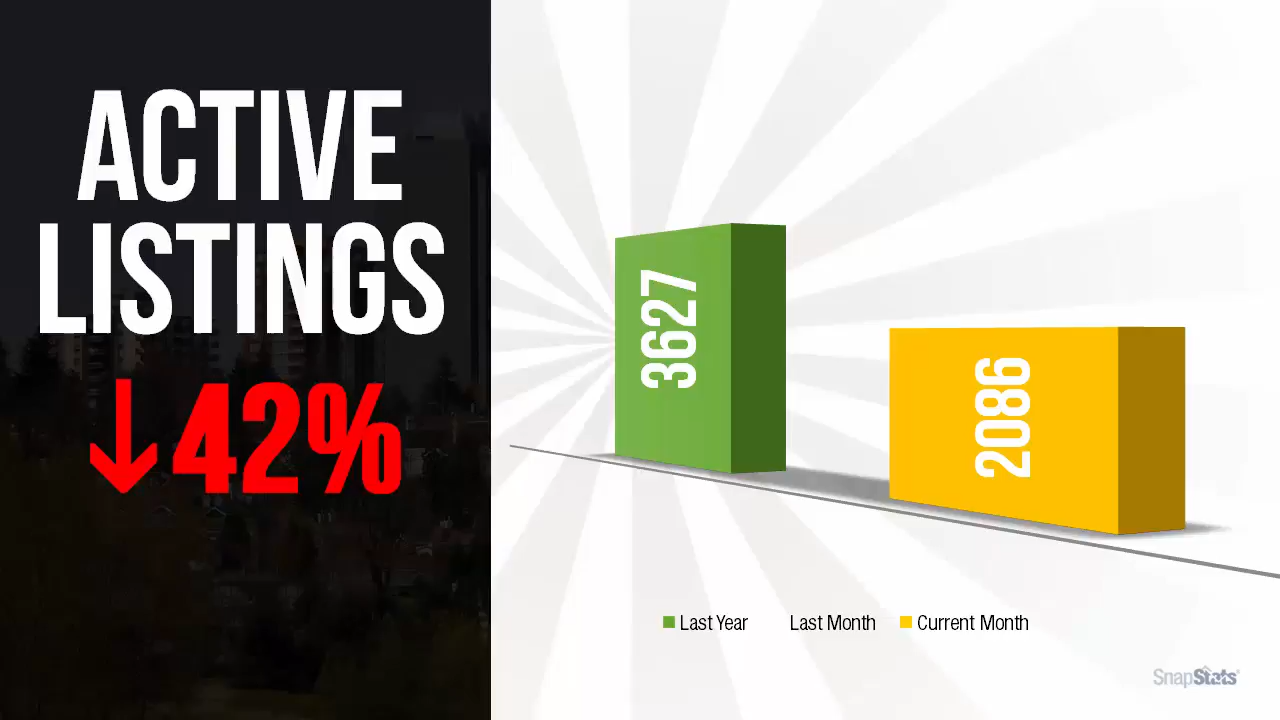 ACTIVE
LISTINGS
↓42%
3627
2086
Last Year
Last Month
Current Month
SnapStats®